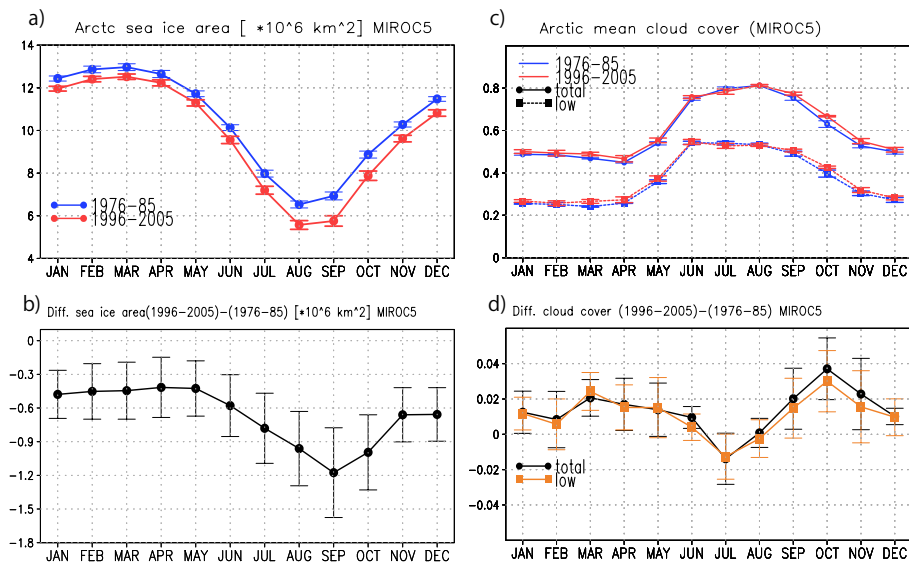 a)
Arctc sea ice area [ *10^6 km^2] MIROC5
14
12
10
8
6
4
1976-85
1996-2005
JAN FEB MAR APR MAY JUN JUL AUG SEP OCT NOV DEC
b)
Diff. sea ice area(1996-2005)-(1976-85) [*10^6 km^2] MIROC5
0
-0.3
-0.6
-0.9
-1.2
-1.5
-1.8
JAN FEB MAR APR MAY JUN JUL AUG SEP OCT NOV DEC
c)
Arctic mean cloud cover (MIROC5)
1976-85
1996-2005
total
low
0.8
0.6
0.4
0.2
0
JAN FEB MAR APR MAY JUN JUL AUG SEP OCT NOV DEC
d)
Diff. cloud cover (1996-2005)-(1976-85) MIROC5
0.04
0.02
0
-0.02
-0.04
total
low
JAN FEB MAR APR MAY JUN JUL AUG SEP OCT NOV DEC